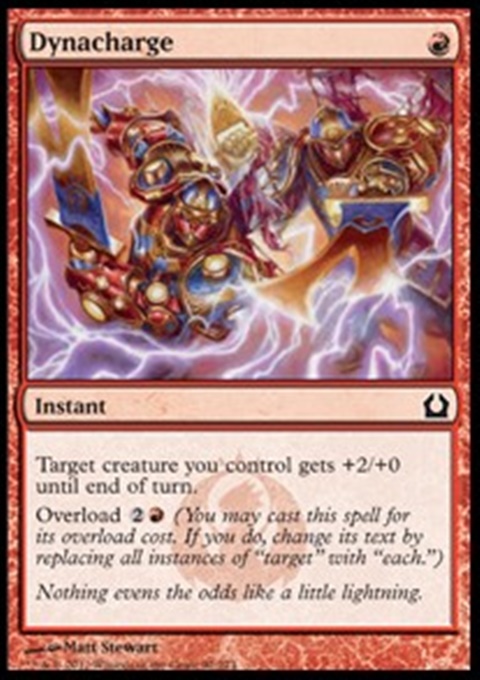 Dynacharge
Instant
Target creature you control gets +2/+0
until end of turn.
Overload 2 (You may cast this spell for
its overload cost. If you do, change its text by
replacing all instances of “target” with “each.”)
Nothing evens the odds like a little lightning.
Matt Stewart